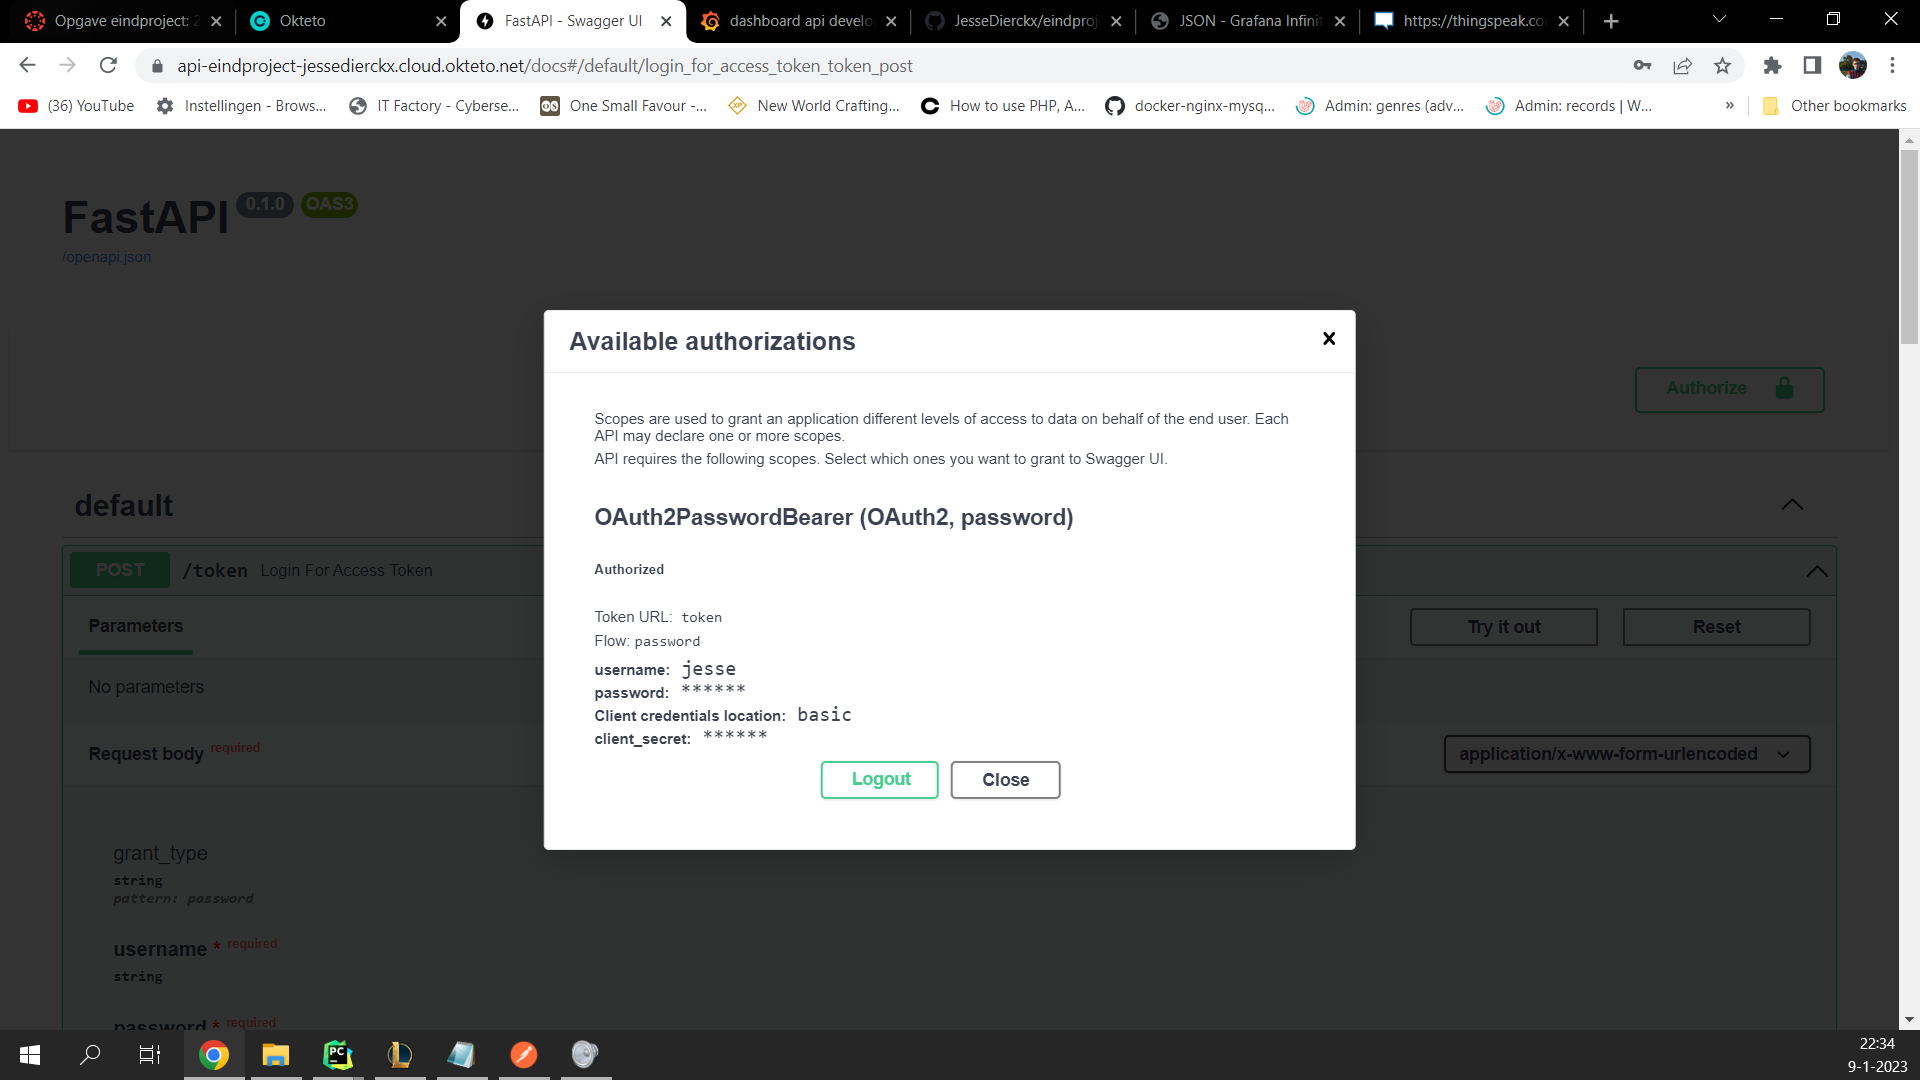 Opgave eindproject: 2
Okteto
FastAPI - Swagger UI
dashboard api develo
JesseDierckx/eindproj
JSON - Grafana Infinit
https://thingspeak.co
api-eindproject-jessedierckx.cloud.okteto.net/docs#/default/login_for_access_token_token_post
(36) YouTube
Instellingen - Brows...
IT Factory - Cyberse...
One Small Favour -...
New World Crafting...
How to use PHP, A...
docker-nginx-mysq...
Admin: genres (adv...
Admin: records | W...
»
Other bookmarks
FastAPI 0.1.0 OAS3
/openapi.json
Available authorizations
Authorize
Scopes are used to grant an application different levels of access to data on behalf of the end user. Each
API may declare one or more scopes.
API requires the following scopes. Select which ones you want to grant to Swagger UI.
default
OAuth2PasswordBearer (OAuth2, password)
POST /token Login For Access Token
Authorized
Parameters
Try it out
Reset
Token URL: token
Flow: password
username: jesse
password: ******
Client credentials location: basic
client_secret: ******
No parameters
Request body required
application/x-www-form-urlencoded
Logout
Close
grant_type
string
pattern: password
username * required
string
password * required
22:34
9-1-2023